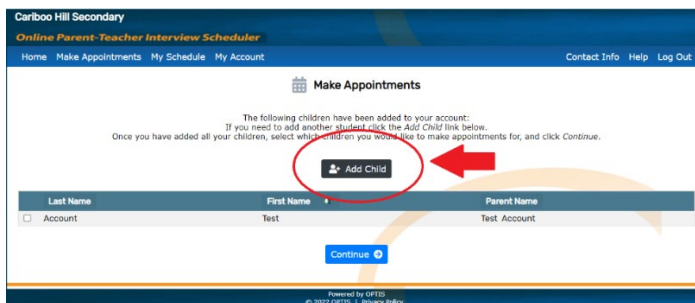 Cariboo Hill Secondary
Online Parent-Teacher Interview Scheduler
Home Make Appointments My Schedule My Account Contact Info Help Log Out
Make Appointments
The following children have been added to your account:
If you need to add another student click the Add Child link below.
Once you have added all your children, select which children you would like to make appointments for, and click Continue.
Add Child
Last Name First Name Parent Name
Account Test Test Account
Continue
Powered by OPTIS
© 2022 OPTIS | Privacy Policy